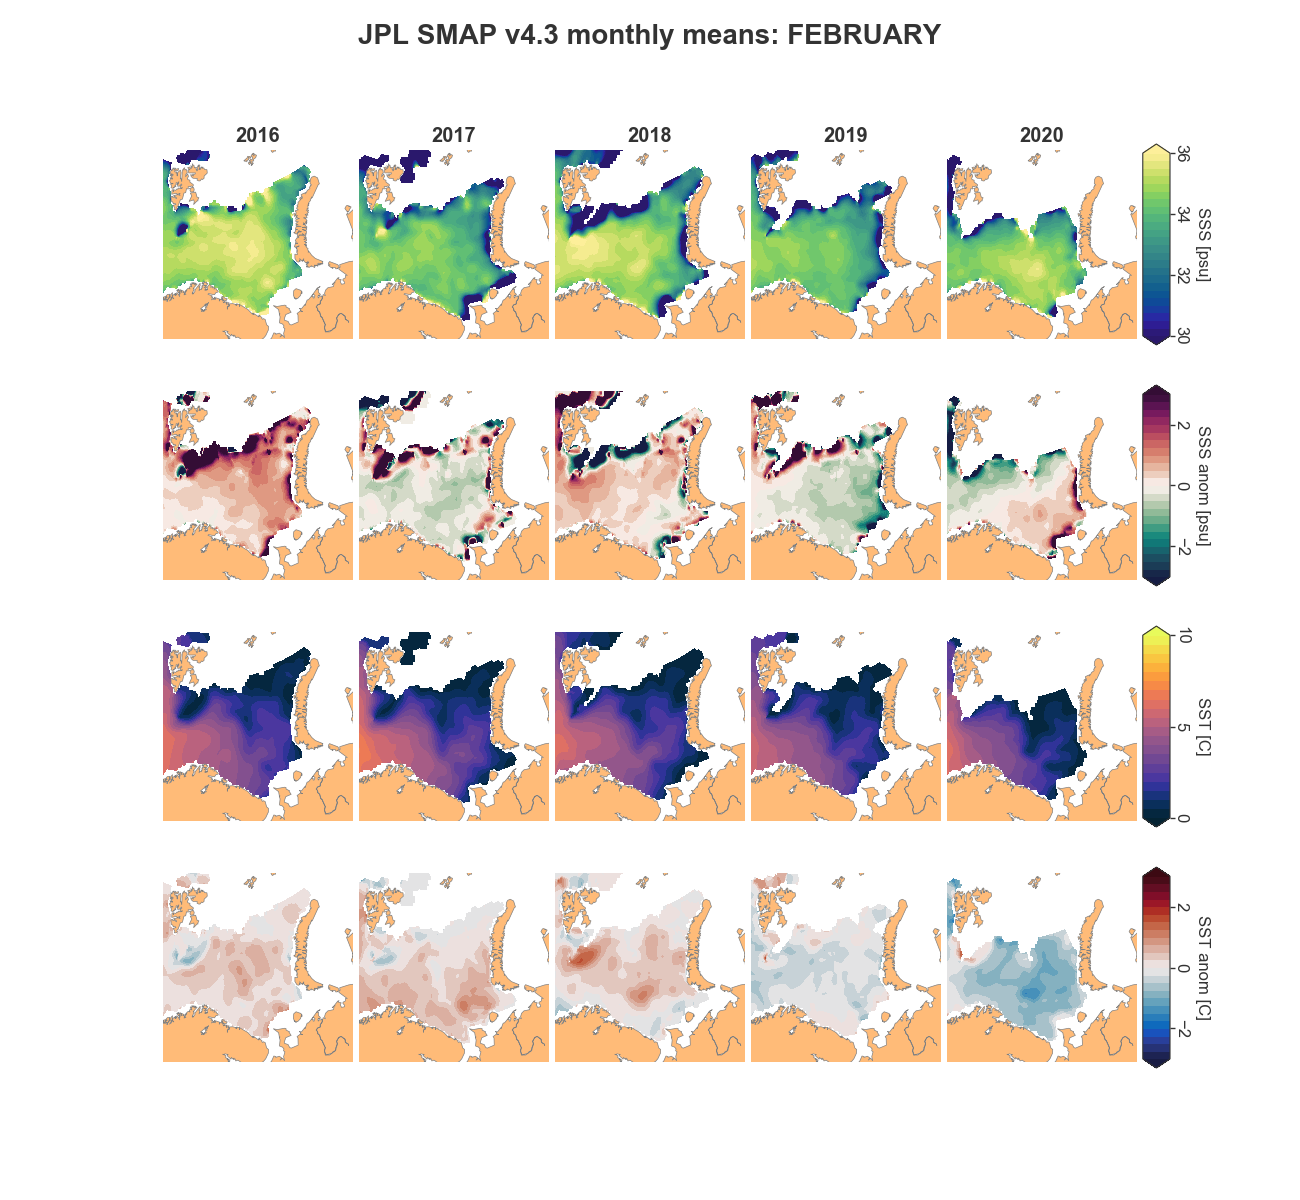 JPL SMAP v4.3 monthly means: FEBRUARY
2016 2017 2018 2019 2020
36
34
32
30
SSS [psu]
2
0
−2
SSS anom [psu]
10
5
0
SST [C]
2
0
−2
SST anom [C]